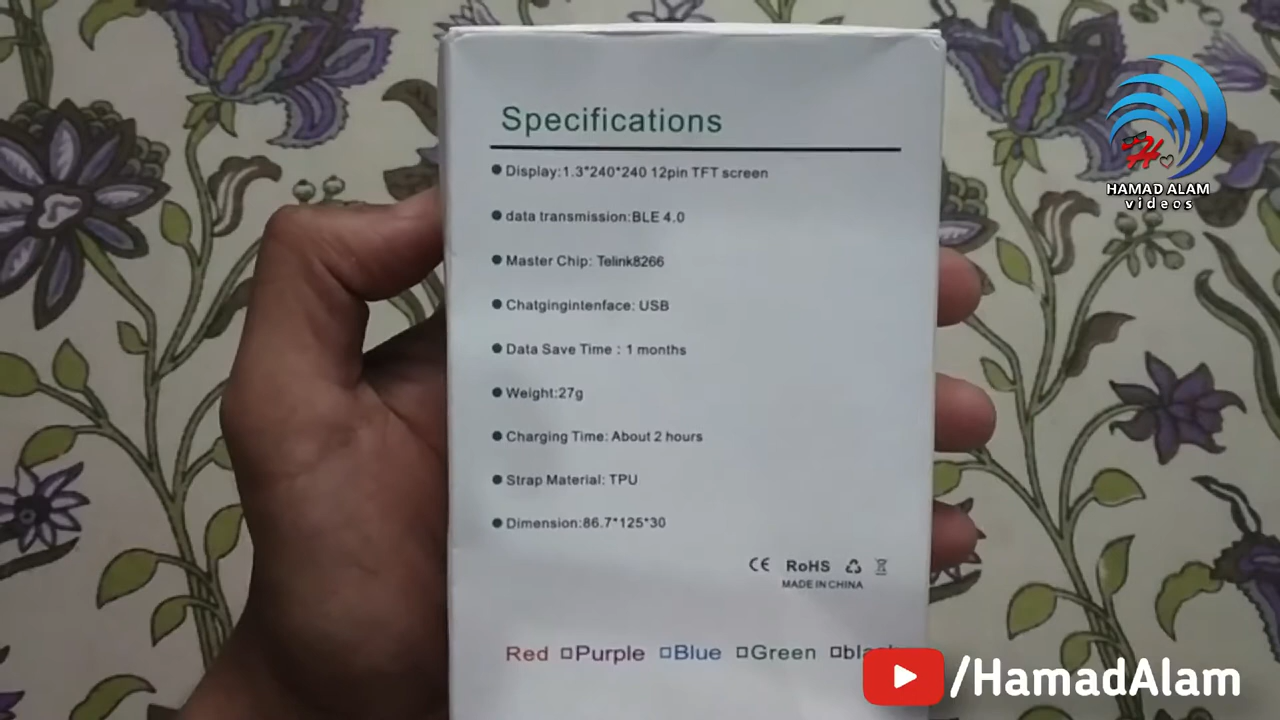 Specifications
Display:1.3*240*240 12pin TFT screen
data transmission:BLE 4.0
Master Chip: Telink8266
Chatgingintenface: USB
Data Save Time : 1 months
Weight:27g
Charging Time: About 2 hours
Strap Material: TPU
Dimension:86.7*125*30
CE RoHS
MADE IN CHINA
Red Purple Blue Green
HAMAD ALAM
videos
/HamadAlam